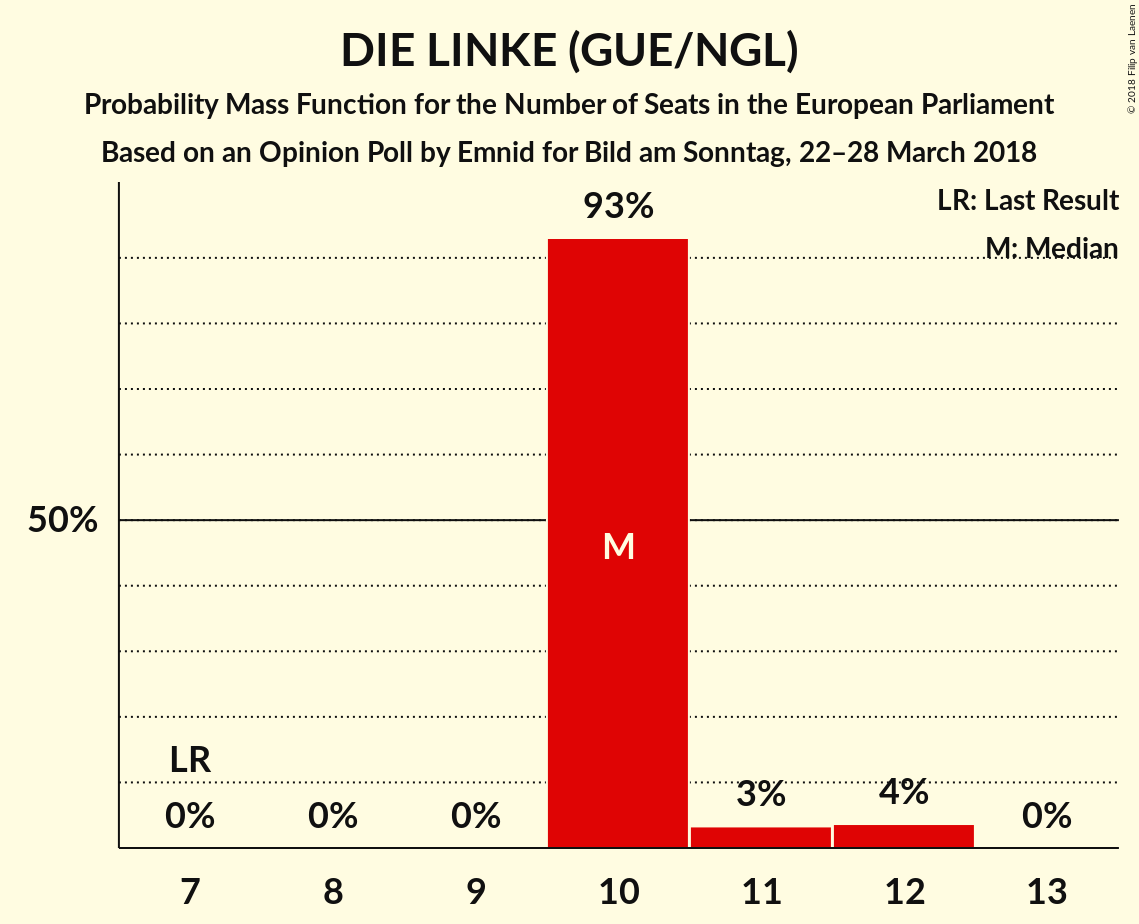 DIE LINKE (GUE/NGL)
Probability Mass Function for the Number of Seats in the European Parliament
Based on an Opinion Poll by Emnid for Bild am Sonntag, 22–28 March 2018
© 2018 Filip van Laenen
LR: Last Result
M: Median
93%
50%
M
LR
0% 0% 0% 3% 4% 0%
7 8 9 10 11 12 13